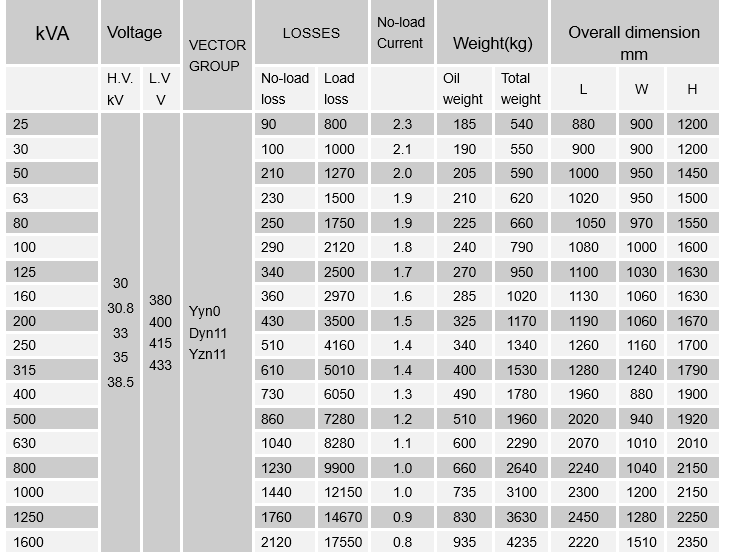 kVA Voltage VECTOR GROUP LOSSES No-load Current Weight(kg) Overall dimension mm
H.V. kV L.V V No-load loss Load loss Oil weight Total weight L W H
25 90 800 2.3 185 540 880 900 1200
30 100 1000 2.1 190 550 900 900 1200
50 210 1270 2.0 205 590 1000 950 1450
63 230 1500 1.9 210 620 1020 950 1500
80 250 1750 1.9 225 660 1050 970 1550
100 290 2120 1.8 240 790 1080 1000 1600
125 340 2500 1.7 270 950 1100 1030 1630
160 360 2970 1.6 285 1020 1130 1060 1630
200 430 3500 1.5 325 1170 1190 1060 1670
250 510 4160 1.4 340 1340 1260 1160 1700
315 610 5010 1.4 400 1530 1280 1240 1790
400 730 6050 1.3 490 1780 1960 880 1900
500 860 7280 1.2 510 1960 2020 940 1920
630 1040 8280 1.1 600 2290 2070 1010 2010
800 1230 9900 1.0 660 2640 2240 1040 2150
1000 1440 12150 1.0 735 3100 2300 1200 2150
1250 1760 14670 0.9 830 3630 2450 1280 2250
1600 2120 17550 0.8 935 4235 2220 1510 2350
30
30.8
33
35
38.5
380
400
415
433
Yyn0
Dyn11
Yzn11